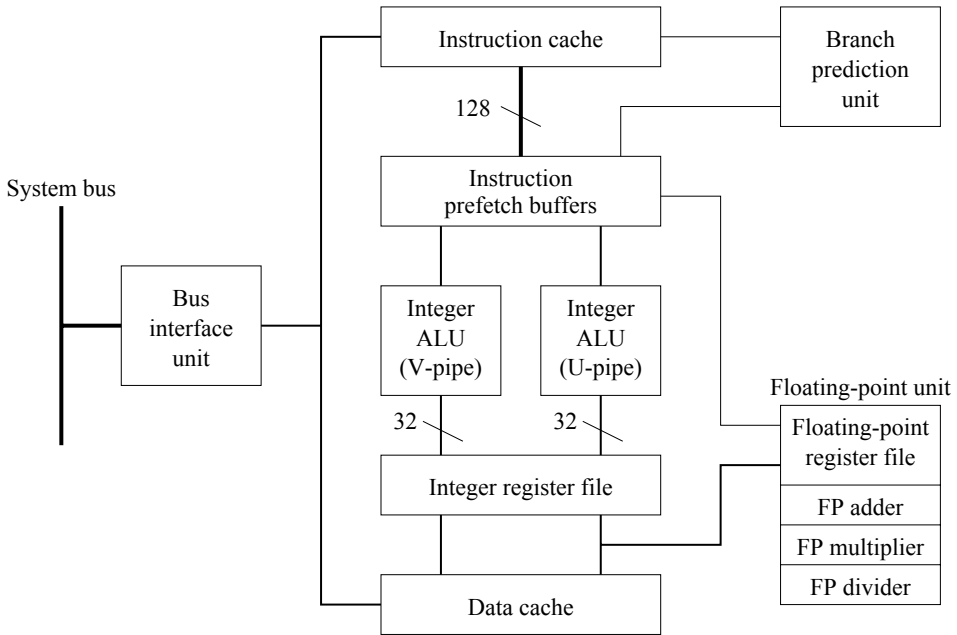 Instruction cache
Branch
prediction
unit
128
Instruction
prefetch buffers
System bus
Bus
interface
unit
Integer
ALU
(V-pipe)
Integer
ALU
(U-pipe)
32
32
Integer register file
Data cache
Floating-point unit
Floating-point
register file
FP adder
FP multiplier
FP divider